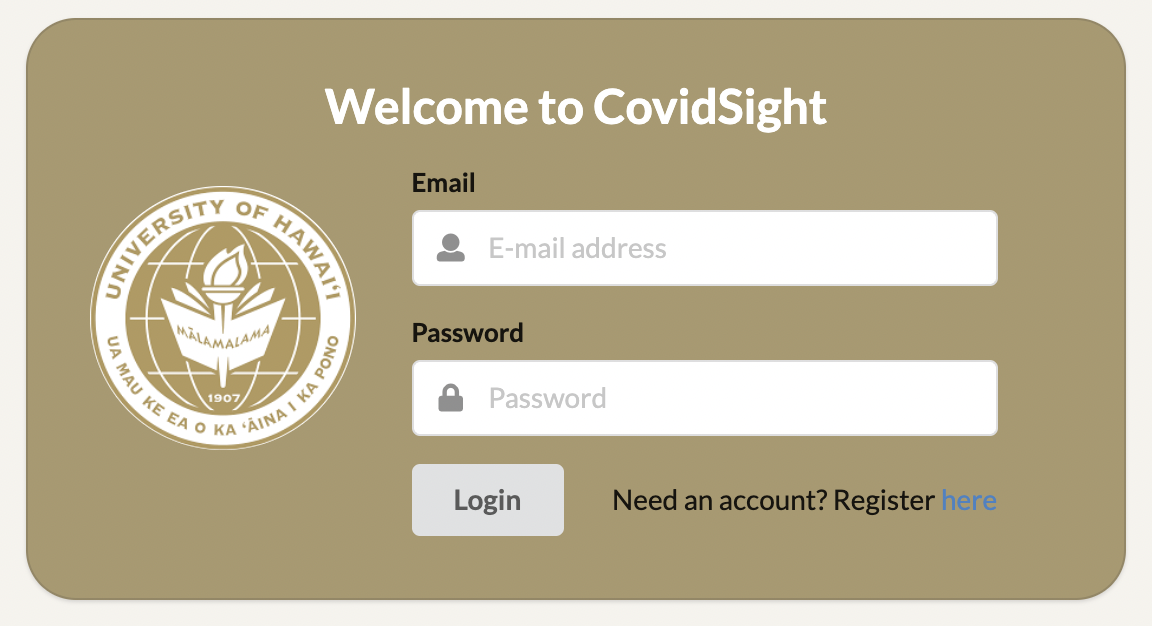 Welcome to CovidSight
UNIVERSITY OF HAWAIʻI
MĀLAMALAMA
1907
UA MAU KE EA O KA ʻĀINA I KA PONO
Email
E-mail address
Password
Password
Login
Need an account? Register here